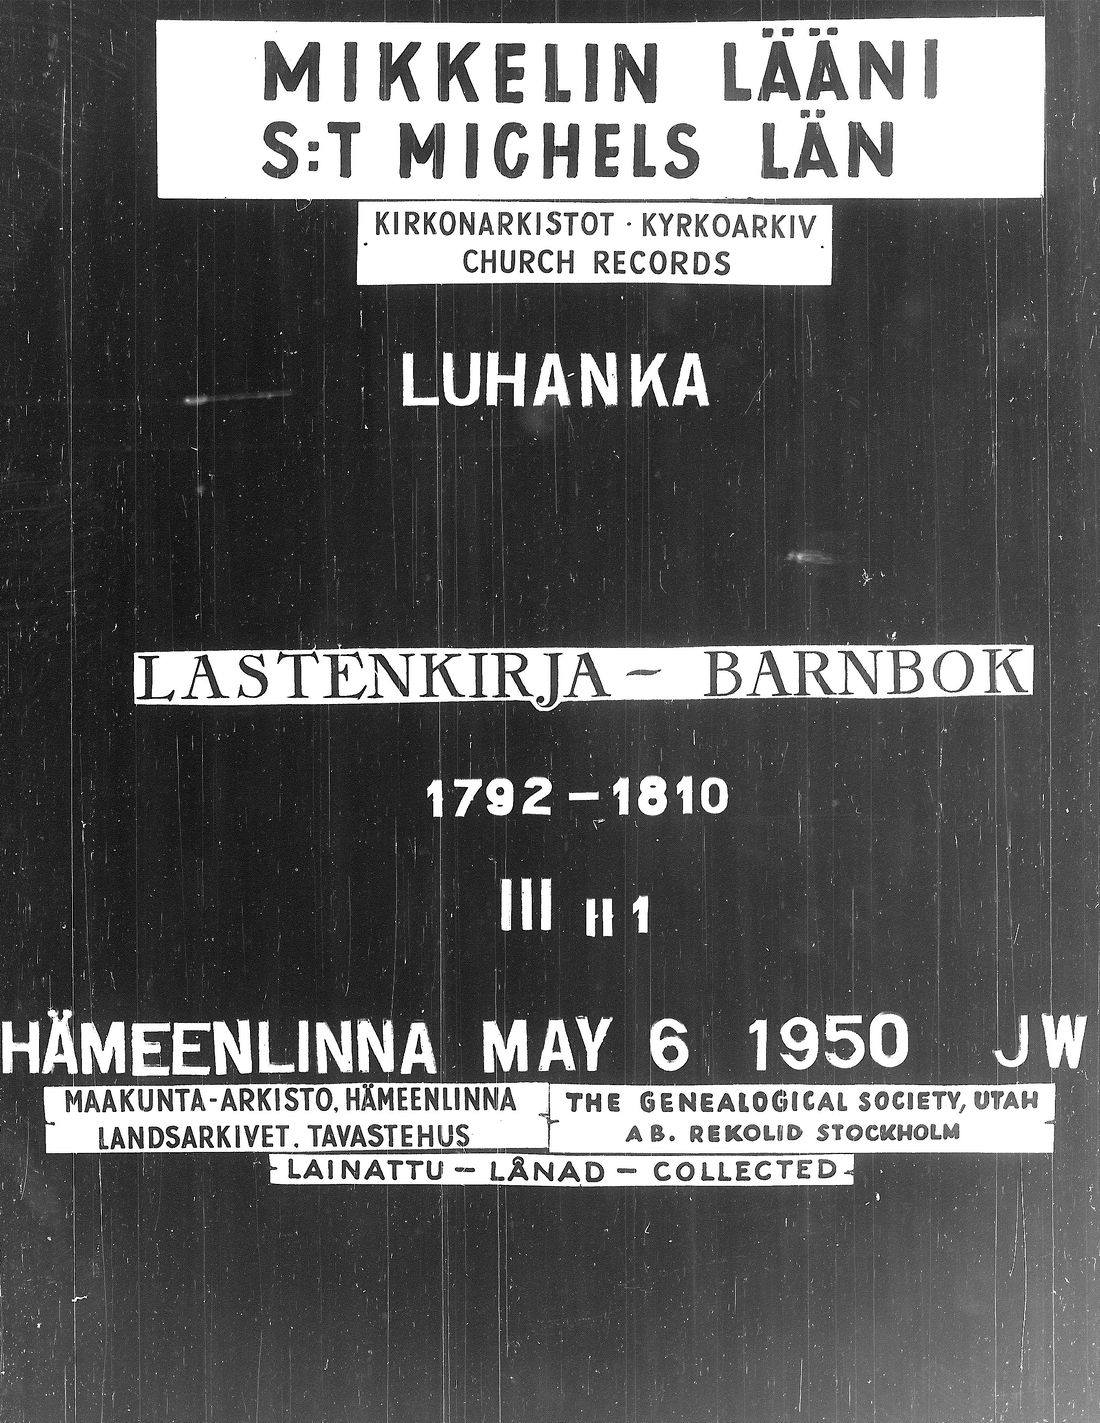 MIKKELIN LÄÄNI
S:T MICHELS LÄN
KIRKONARKISTOT · KYRKOARKIV
CHURCH RECORDS
LUHANKA
LASTENKIRJA – BARNBOK
1792–1810
III II 1
HÄMEENLINNA MAY 6 1950 JW
MAAKUNTA-ARKISTO, HÄMEENLINNA
LANDSARKIVET, TAVASTEHUS
THE GENEALOGICAL SOCIETY, UTAH
AB. REKOLID STOCKHOLM
LAINATTU – LÅNAD – COLLECTED